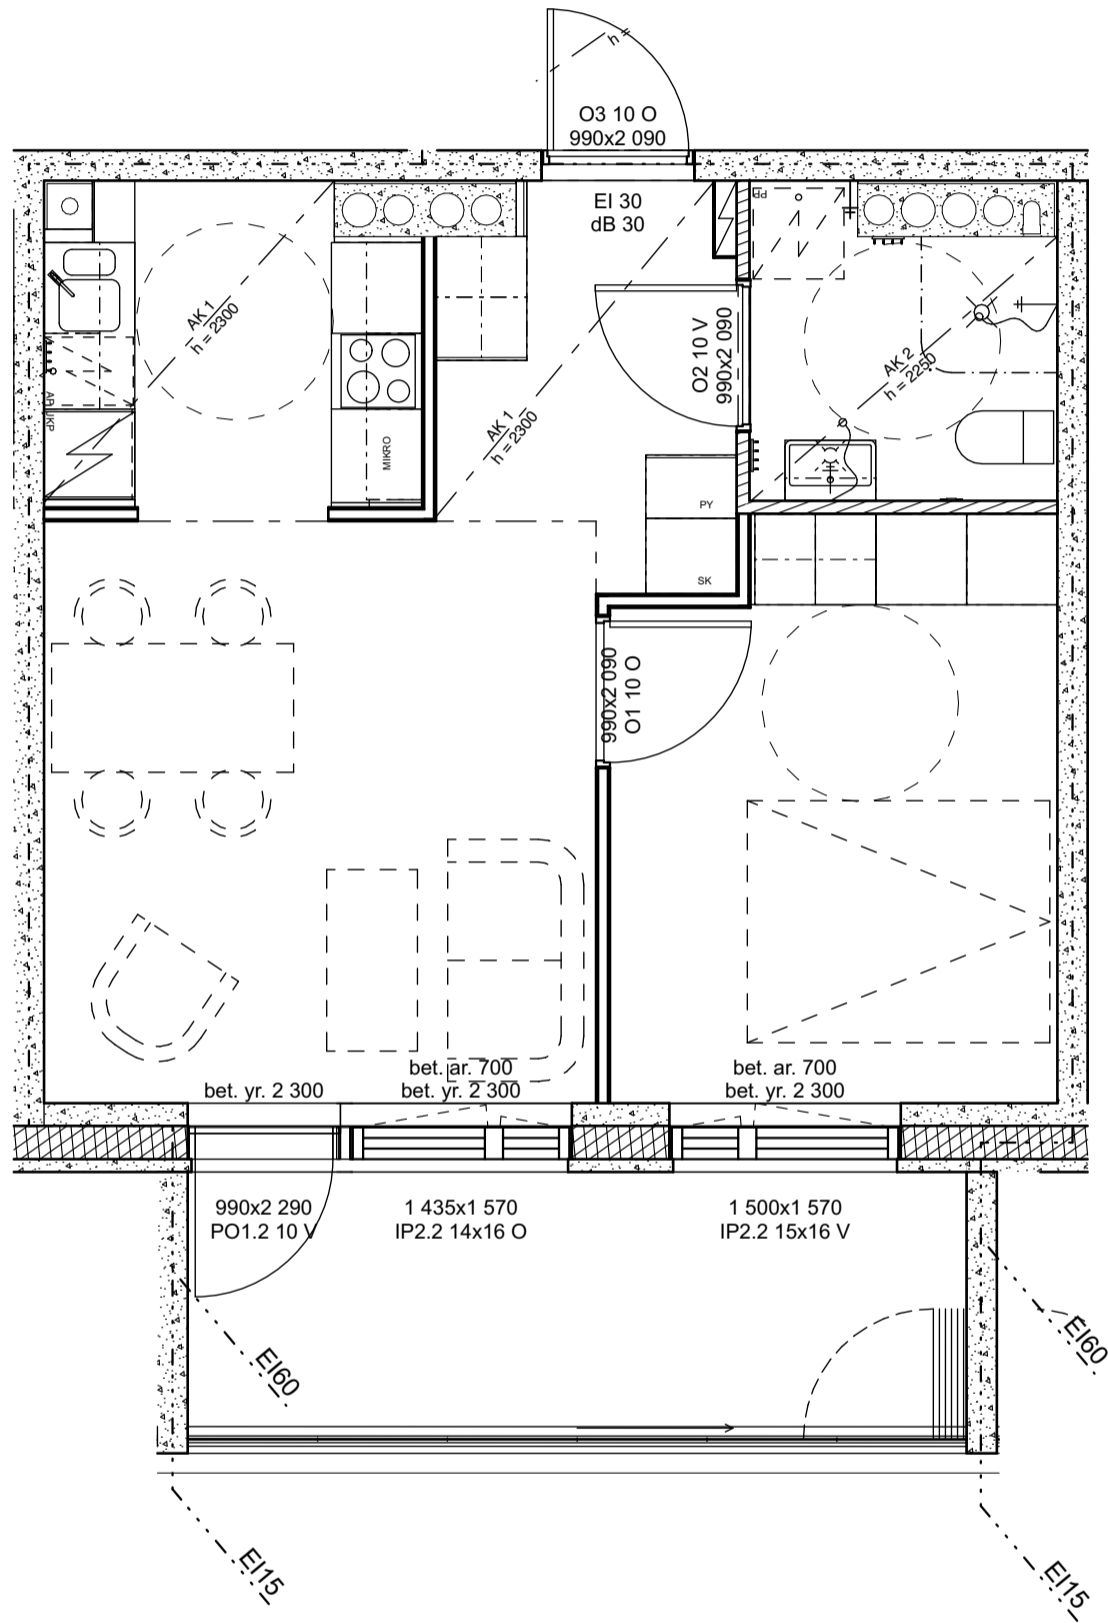 h =
O3 10 O
990x2 090
EI 30
dB 30
PP
AK 1
h = 2300
O2 10 V
990x2 090
AK 2
h = 2250
AK 1
h = 2300
MIKRO
JKP
PY
SK
990x2 090
O1 10 O
bet. yr. 2 300
bet. ar. 700
bet. yr. 2 300
bet. ar. 700
bet. yr. 2 300
990x2 290
PO1.2 10 V
1 435x1 570
IP2.2 14x16 O
1 500x1 570
IP2.2 15x16 V
EI60
EI60
EI15
EI15